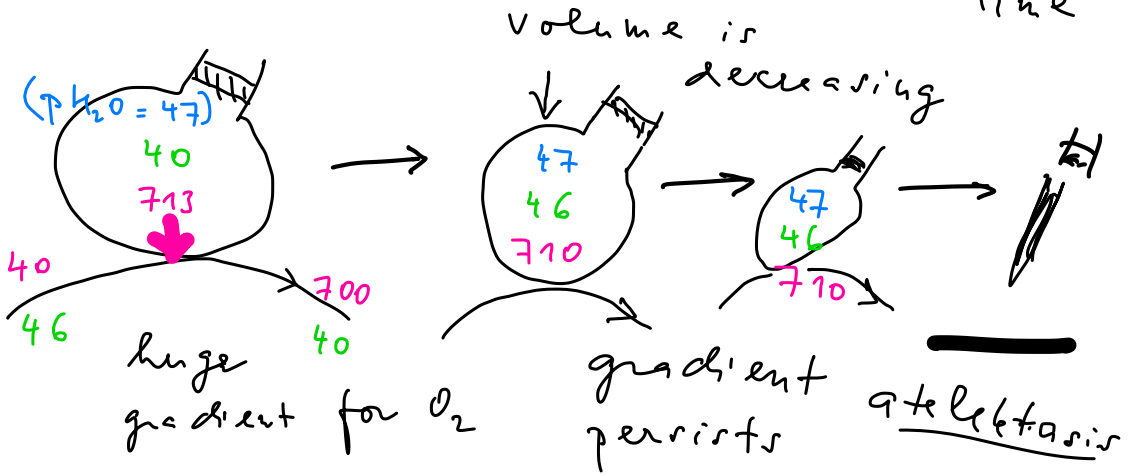 volume is
decreasing
(pH₂O = 47)
40
713
40
46
700
40
huge
gradient for O₂
47
46
710
gradient
persists
47
46
710
atelektasis